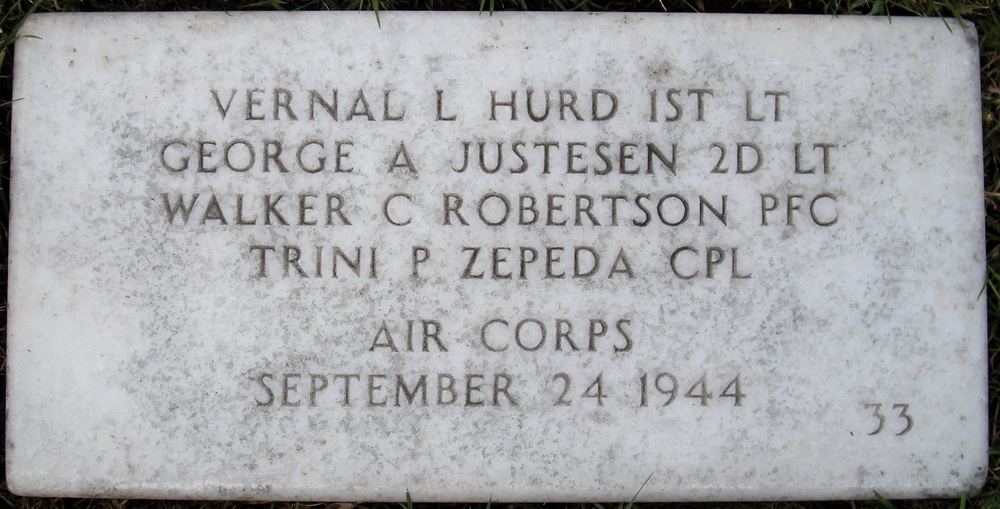 VERNAL L HURD 1ST LT
GEORGE A JUSTESEN 2D LT
WALKER C ROBERTSON PFC
TRINI P ZEPEDA CPL
AIR CORPS
SEPTEMBER 24 1944
33